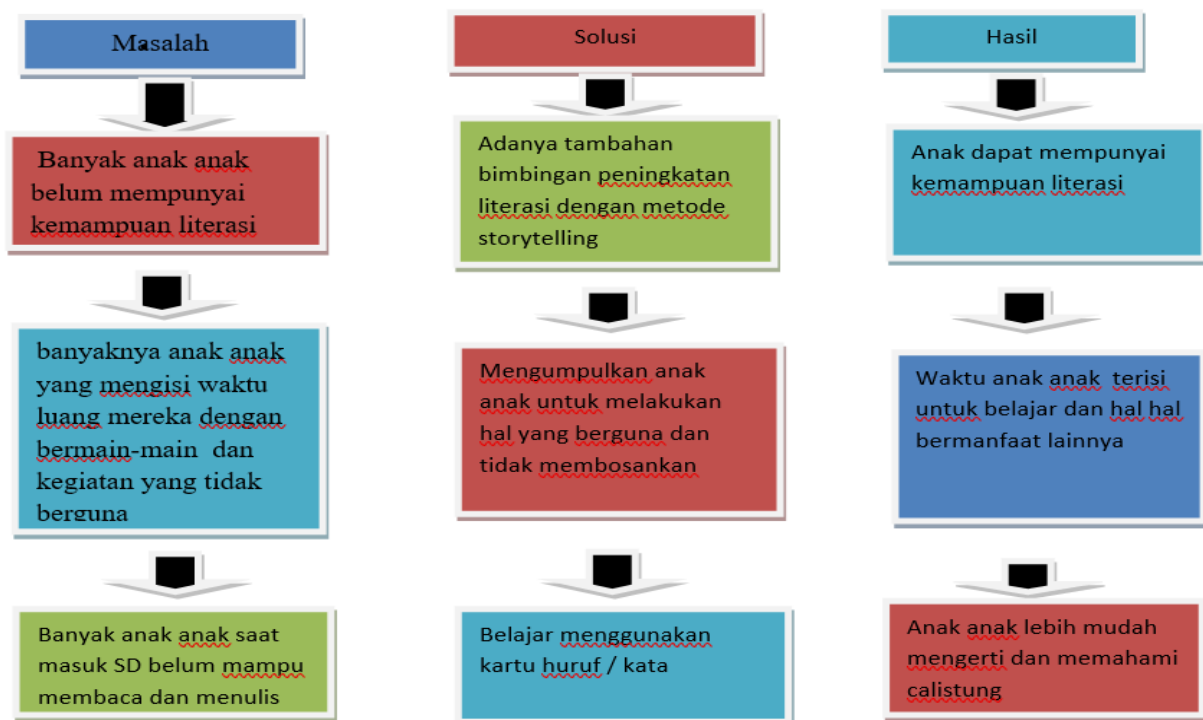 Masalah
Banyak anak anak
belum mempunyai
kemampuan literasi
banyaknya anak anak
yang mengisi waktu
luang mereka dengan
bermain-main dan
kegiatan yang tidak
berguna
Banyak anak anak saat
masuk SD belum mampu
membaca dan menulis
Solusi
Adanya tambahan
bimbingan peningkatan
literasi dengan metode
storytelling
Mengumpulkan anak
anak untuk melakukan
hal yang berguna dan
tidak membosankan
Belajar menggunakan
kartu huruf / kata
Hasil
Anak dapat mempunyai
kemampuan literasi
Waktu anak anak terisi
untuk belajar dan hal hal
bermanfaat lainnya
Anak anak lebih mudah
mengerti dan memahami
calistung